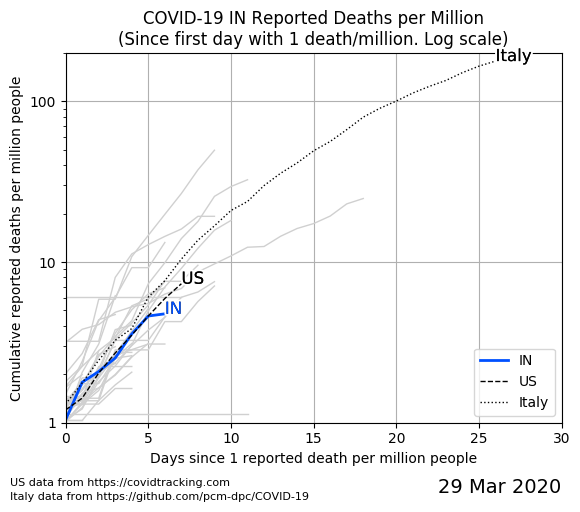 COVID-19 IN Reported Deaths per Million
(Since first day with 1 death/million. Log scale)
Cumulative reported deaths per million people
100
10
1
Italy
US
IN
IN
US
Italy
0 5 10 15 20 25 30
Days since 1 reported death per million people
US data from https://covidtracking.com
Italy data from https://github.com/pcm-dpc/COVID-19
29 Mar 2020